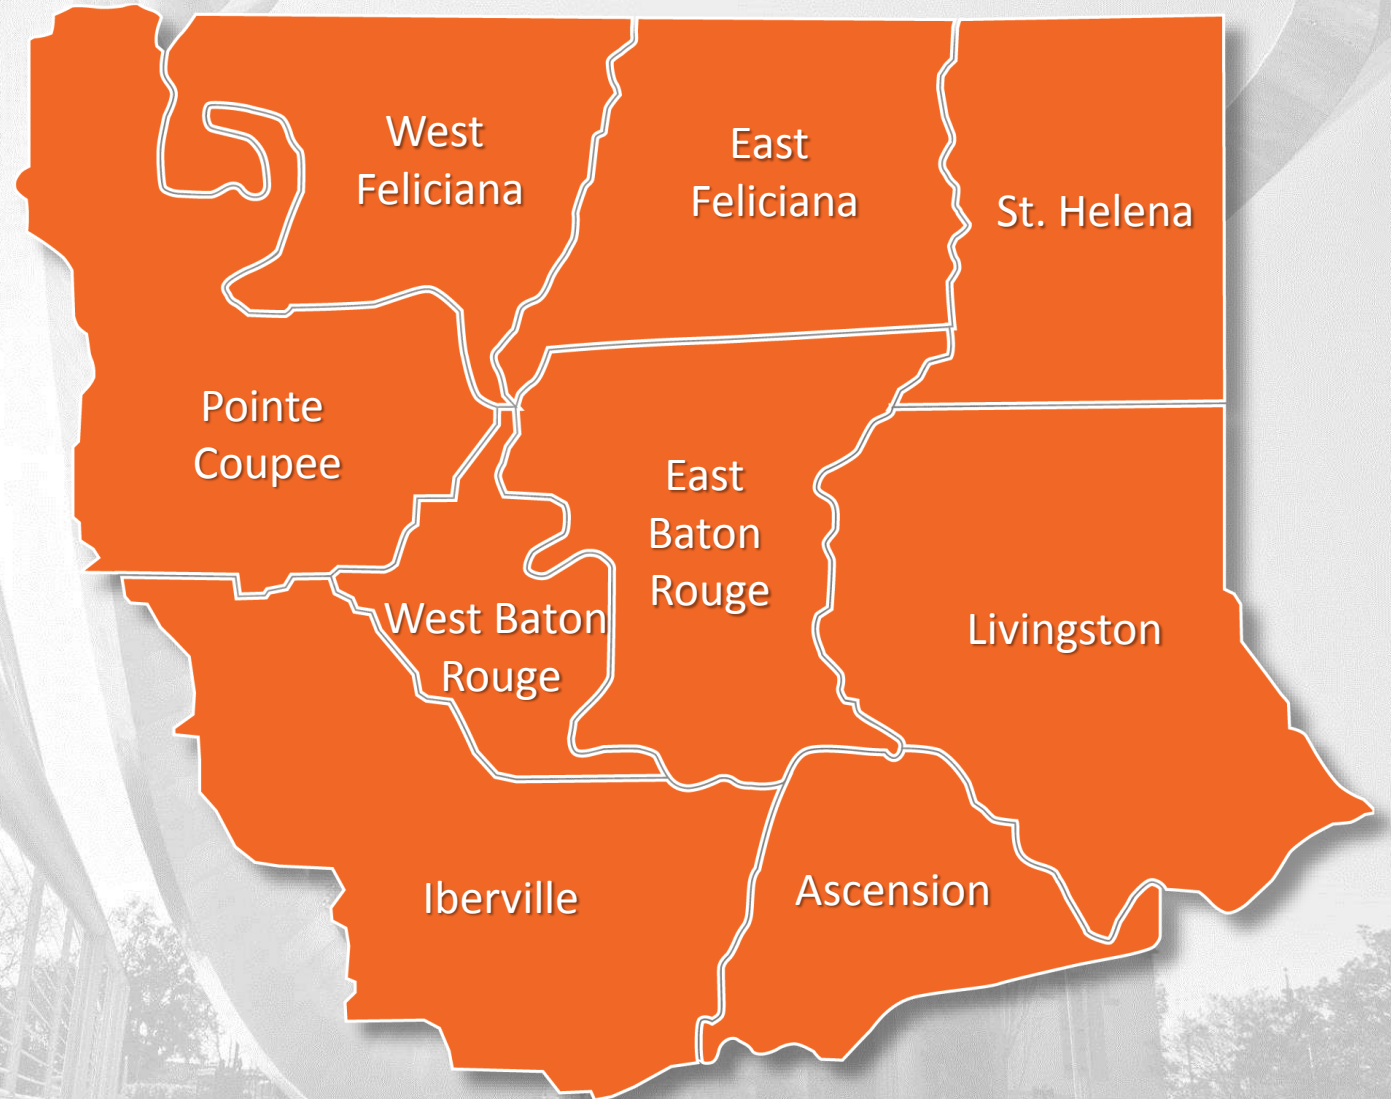 West
Feliciana
East
Feliciana
St. Helena
Pointe
Coupee
East
Baton
Rouge
West Baton
Rouge
Livingston
Iberville
Ascension